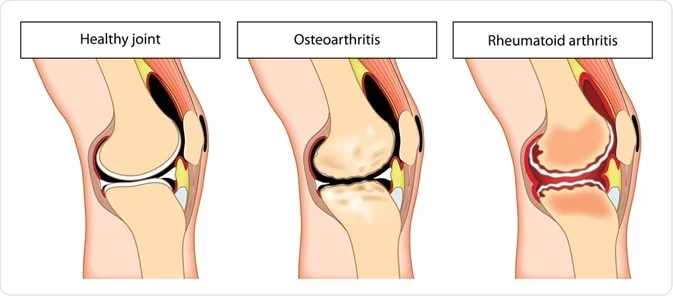 Healthy joint
Osteoarthritis
Rheumatoid arthritis